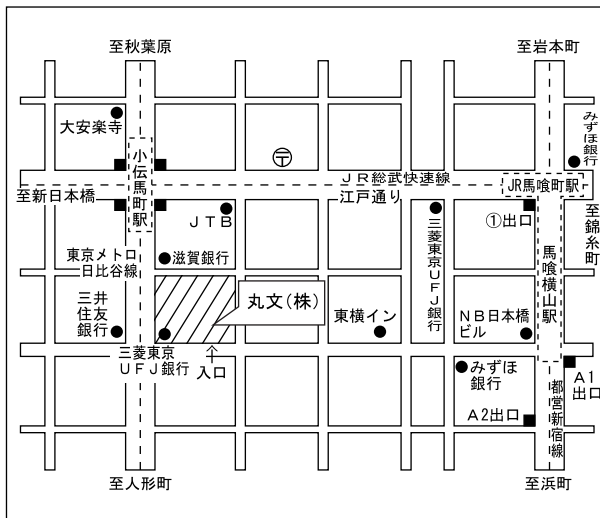 至秋葉原
至岩本町
大安楽寺
みずほ銀行
小伝馬町駅
〒
JR総武快速線
JR馬喰町駅
至新日本橋
江戸通り
至錦糸町
JTB
①出口
東京メトロ
日比谷線
滋賀銀行
三菱東京UFJ銀行
馬喰横山駅
丸文(株)
三井
住友
銀行
東横イン
NB日本橋
ビル
三菱東京
UFJ銀行
入口
みずほ
銀行
A1
出口
A2出口
都営新宿線
至人形町
至浜町